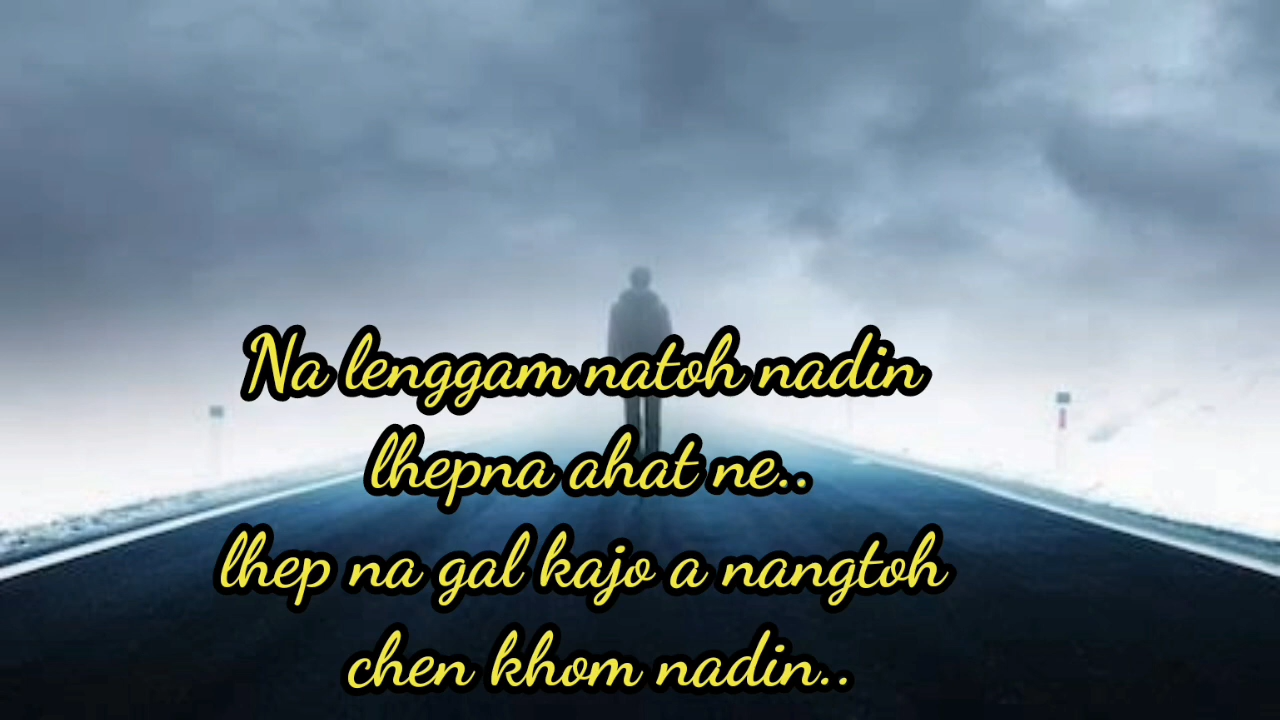 Na lenggam natoh nadin
lhepna ahat ne..
lhep na gal kajo a nangtoh
chen khom nadin..